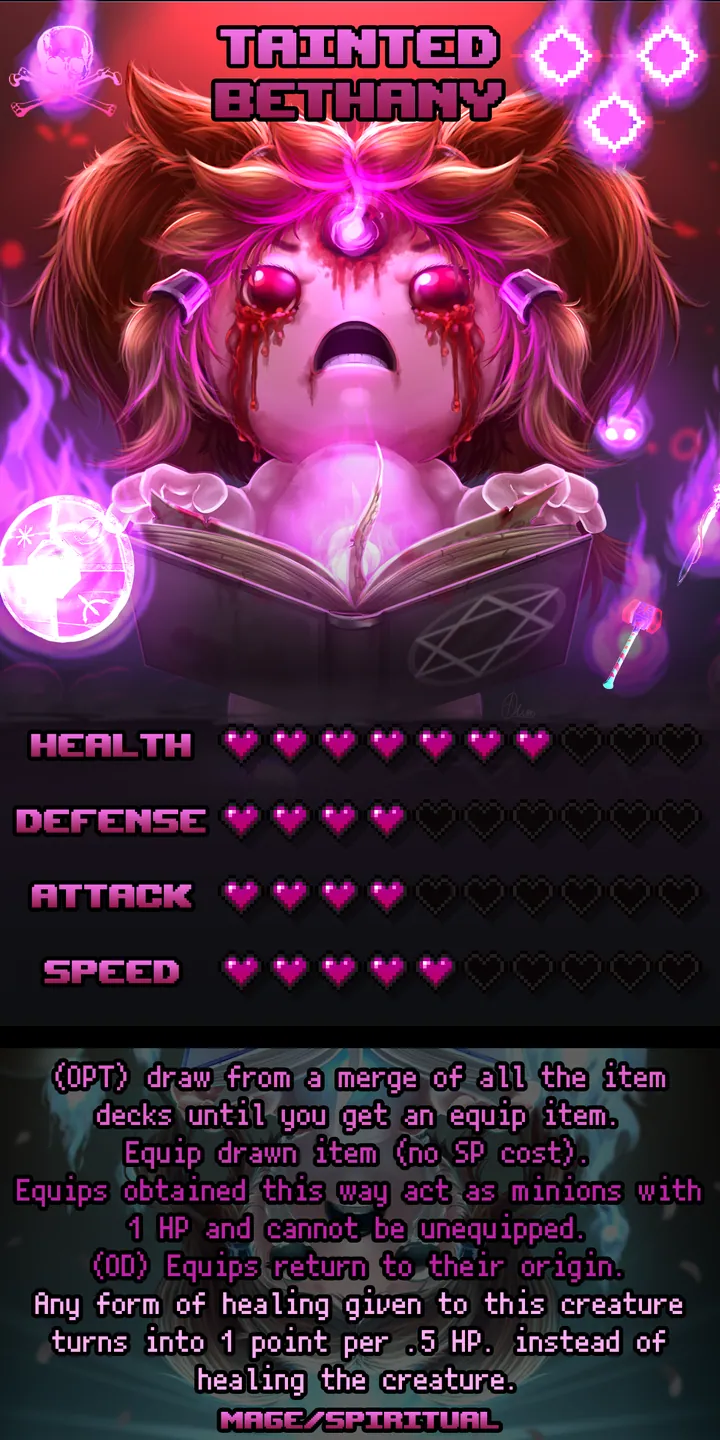 TAINTED
BETHANY
HEALTH
DEFENSE
ATTACK
SPEED
(OPT) draw from a merge of all the item
decks until you get an equip item.
Equip drawn item (no SP cost).
Equips obtained this way act as minions with
1 HP and cannot be unequipped.
(OD) Equips return to their origin.
Any form of healing given to this creature
turns into 1 point per .5 HP. instead of
healing the creature.
MAGE/SPIRITUAL